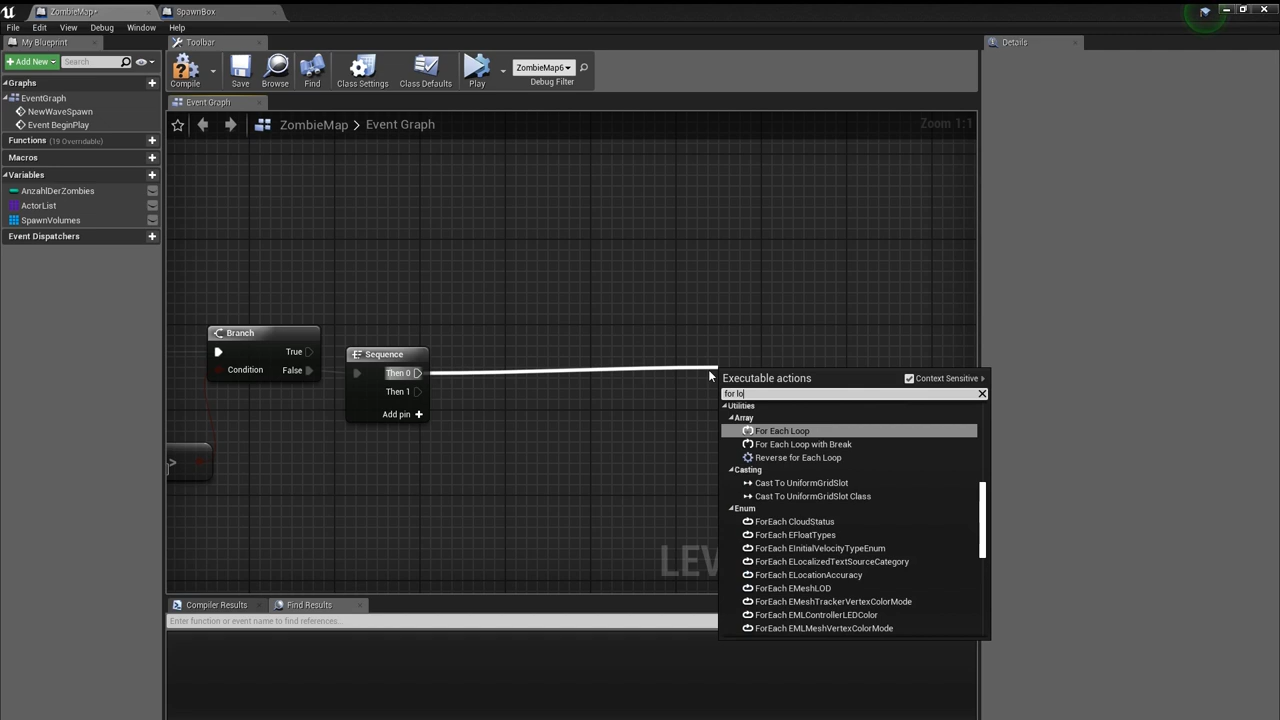 ZombieMap*
SpawnBox
File Edit View Debug Window Help
My Blueprint
Toolbar
Details
Add New
Search
Compile
Save
Browse
Find
Class Settings
Class Defaults
Play
ZombieMap6
Debug Filter
Graphs
EventGraph
NewWaveSpawn
Event BeginPlay
Functions (19 Overridable)
Macros
Variables
AnzahlDerZombies
ActorList
SpawnVolumes
Event Dispatchers
Event Graph
ZombieMap > Event Graph
Zoom 1:1
Branch
True
Condition False
Sequence
Then 0
Then 1
Add pin +
>
Executable actions
Context Sensitive
for lo
Utilities
Array
For Each Loop
For Each Loop with Break
Reverse for Each Loop
Casting
Cast To UniformGridSlot
Cast To UniformGridSlot Class
Enum
ForEach CloudStatus
ForEach EFloatTypes
ForEach EInitialVelocityTypeEnum
ForEach ELocalizedTextSourceCategory
ForEach ELocationAccuracy
ForEach EMeshLOD
ForEach EMeshTrackerVertexColorMode
ForEach EMLControllerLEDColor
ForEach EMLMeshVertexColorMode
LEV
Compiler Results
Find Results
Enter function or event name to find references...